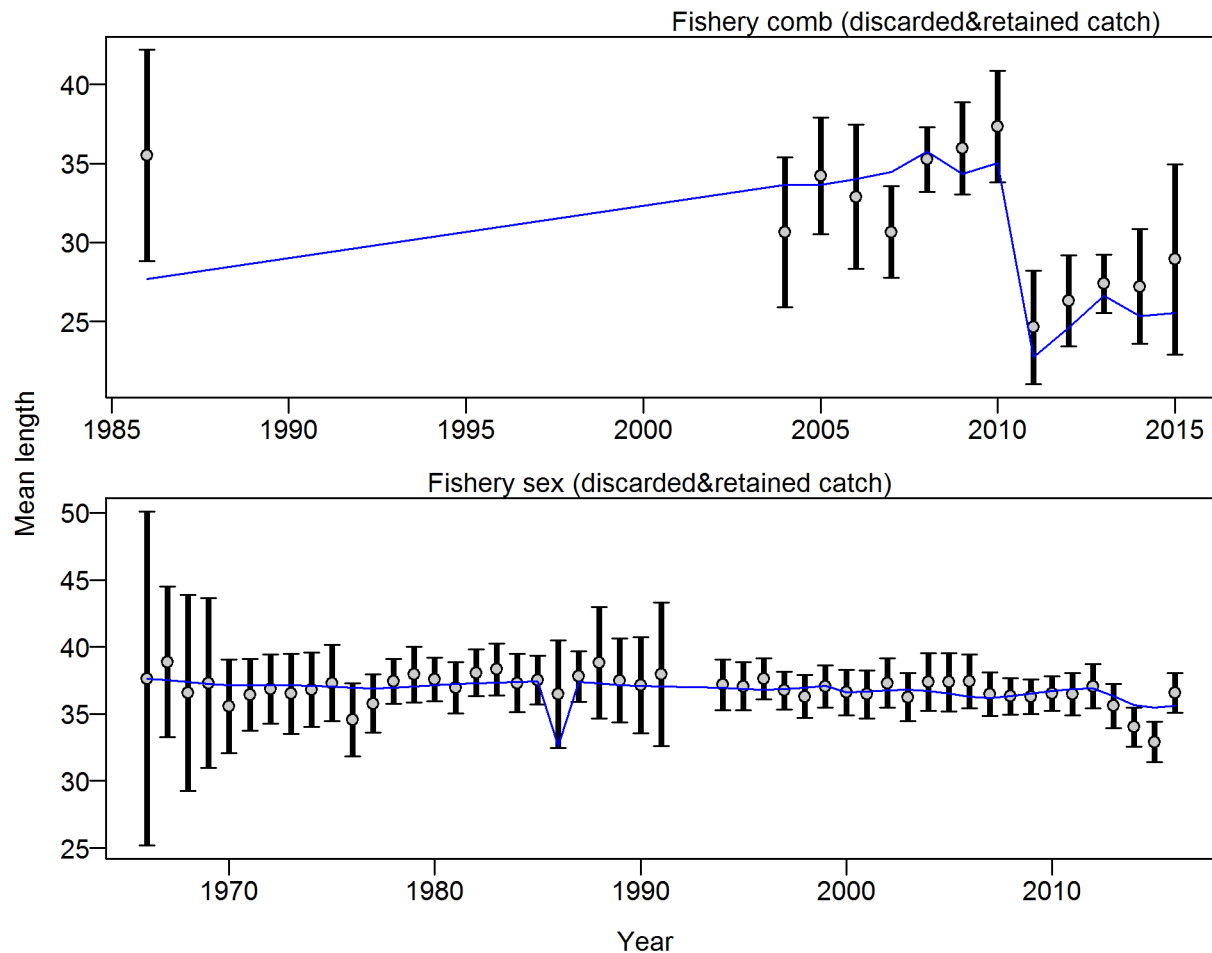 Fishery comb (discarded&retained catch)
40
35
30
25
1985 1990 1995 2000 2005 2010 2015
Mean length
Fishery sex (discarded&retained catch)
50
45
40
35
30
25
1970 1980 1990 2000 2010
Year